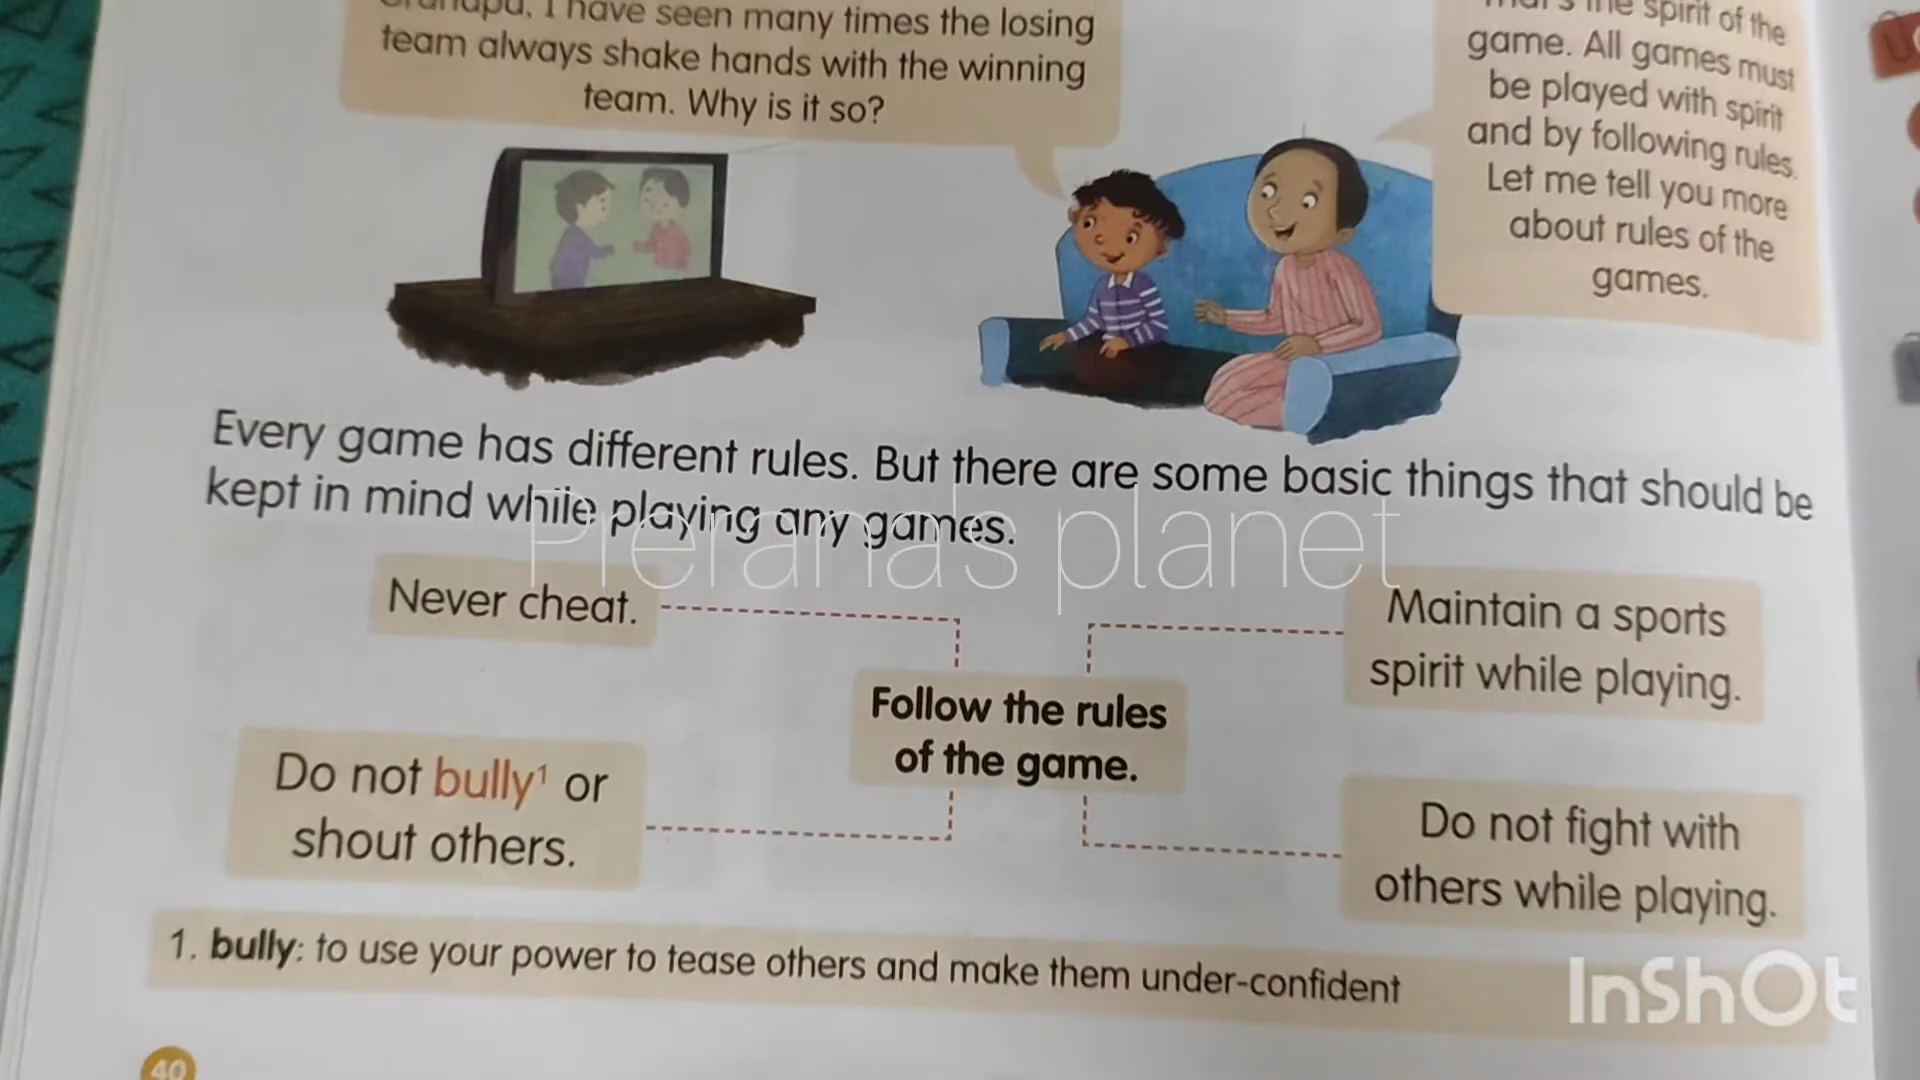 Grandpa, I have seen many times the losing
team always shake hands with the winning
team. Why is it so?
That's the spirit of the
game. All games must
be played with spirit
and by following rules.
Let me tell you more
about rules of the
games.
Every game has different rules. But there are some basic things that should be
kept in mind while playing any games.
Never cheat.
Maintain a sports
spirit while playing.
Follow the rules
of the game.
Do not bully¹ or
shout others.
Do not fight with
others while playing.
1. bully: to use your power to tease others and make them under-confident
40
planet
InShOt